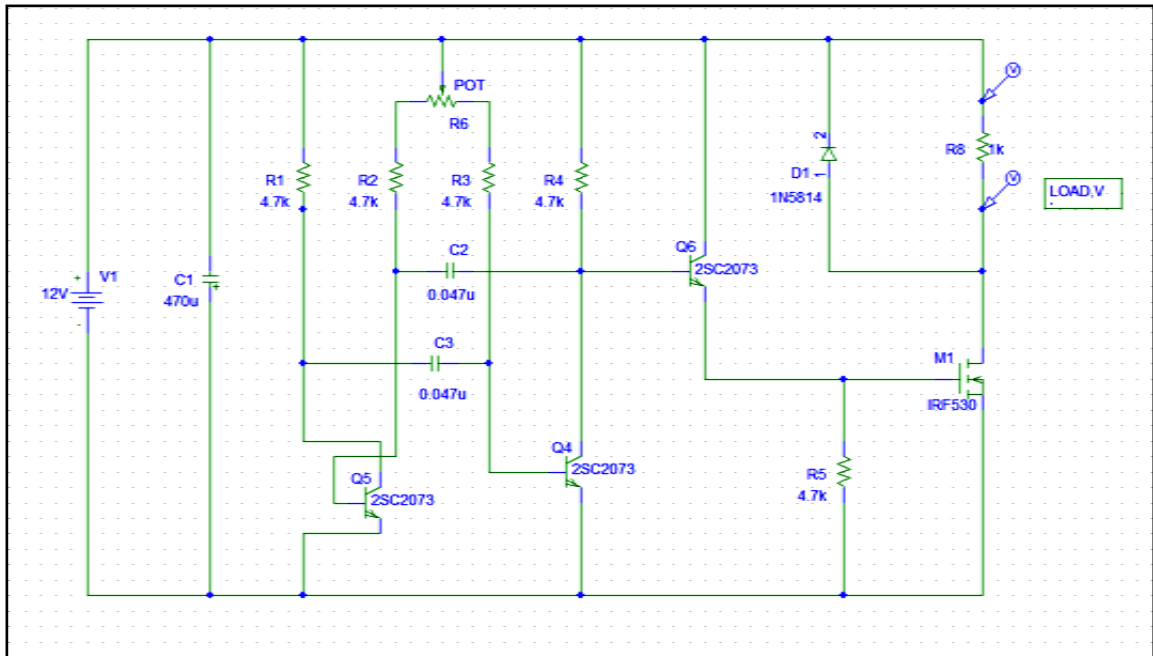 POT
R6
R1
4.7k
R2
4.7k
R3
4.7k
R4
4.7k
2
D1
1
1N5814
V
R8 1k
V
LOAD,V
.
Q6
2SC2073
C2
0.047u
+
V1
12V
-
C1
+
470u
C3
0.047u
M1
IRF530
Q4
2SC2073
Q5
2SC2073
R5
4.7k